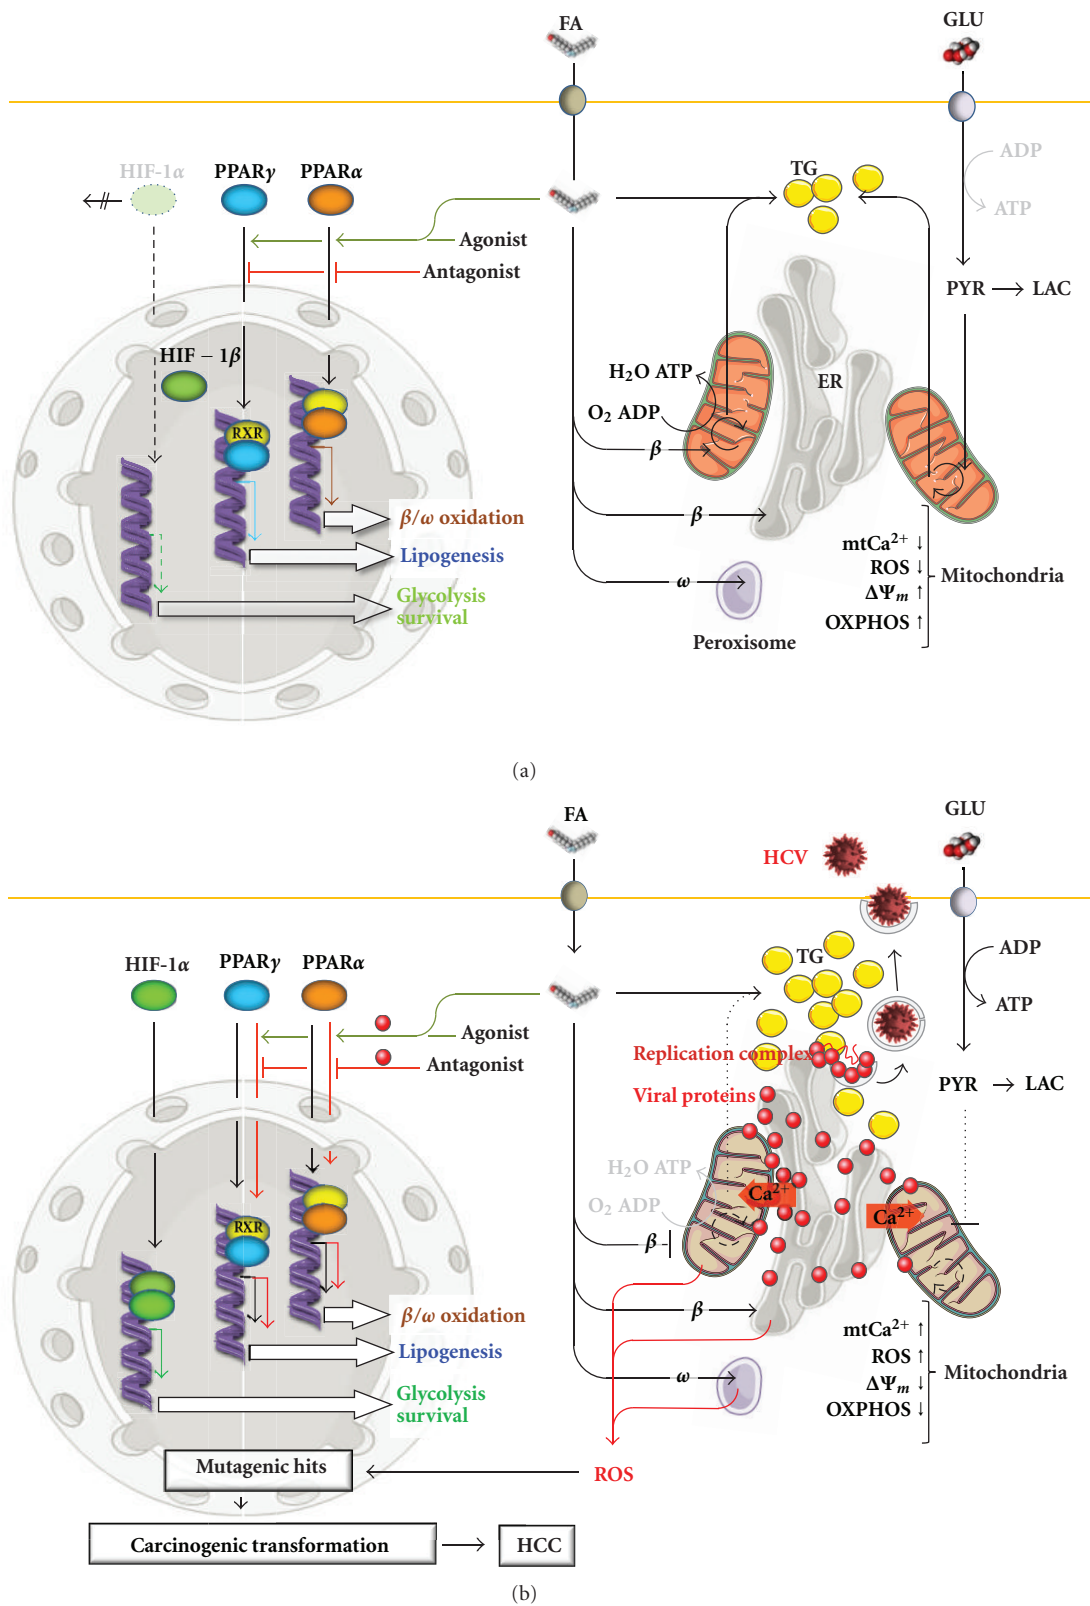 FA
GLU
HIF-1α
PPARγ
PPARα
TG
ADP
ATP
Agonist
Antagonist
PYR
LAC
HIF − 1β
H₂O ATP
ER
O₂ ADP
RXR
β
β/ω oxidation
β
Lipogenesis
mtCa²⁺ ↓
ROS ↓
Mitochondria
ΔΨₘ ↑
OXPHOS ↑
ω
Glycolysis
survival
Peroxisome
(a)
FA
GLU
HCV
HIF-1α
PPARγ
PPARα
TG
ADP
ATP
Agonist
Antagonist
Replication complex
PYR
LAC
Viral proteins
H₂O ATP
Ca²⁺
O₂ ADP
Ca²⁺
RXR
β
β/ω oxidation
β
Lipogenesis
mtCa²⁺ ↑
ROS ↑
Mitochondria
ΔΨₘ ↓
OXPHOS ↓
ω
Glycolysis
survival
Mutagenic hits
ROS
Carcinogenic transformation
HCC
(b)